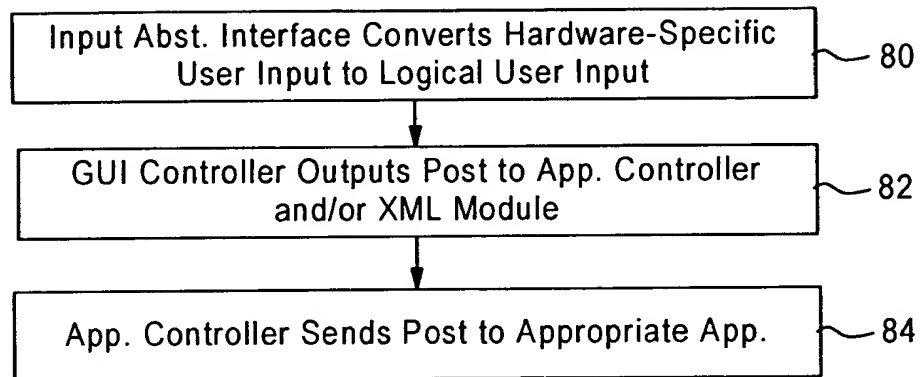 Input Abst. Interface Converts Hardware-Specific
User Input to Logical User Input
80
GUI Controller Outputs Post to App. Controller
and/or XML Module
82
App. Controller Sends Post to Appropriate App.
84